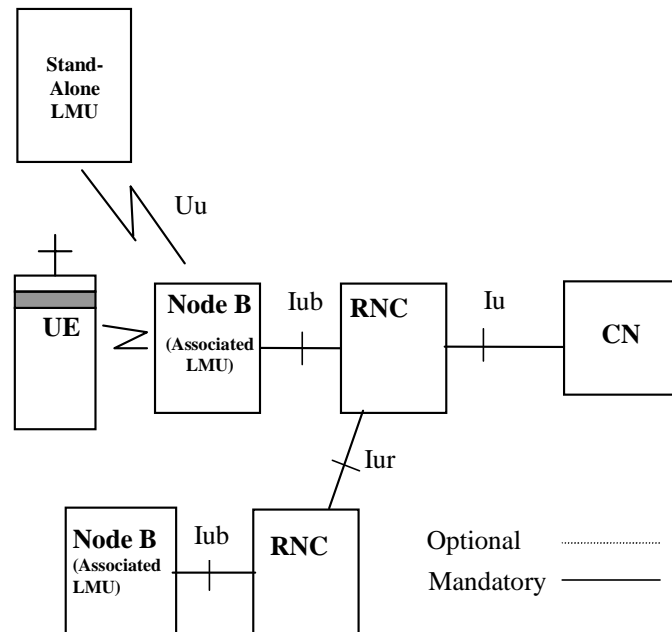 Stand-
Alone
LMU
Uu
UE
Node B
(Associated
LMU)
Iub
RNC
Iu
CN
Iur
Node B
(Associated
LMU)
Iub
RNC
Optional
Mandatory